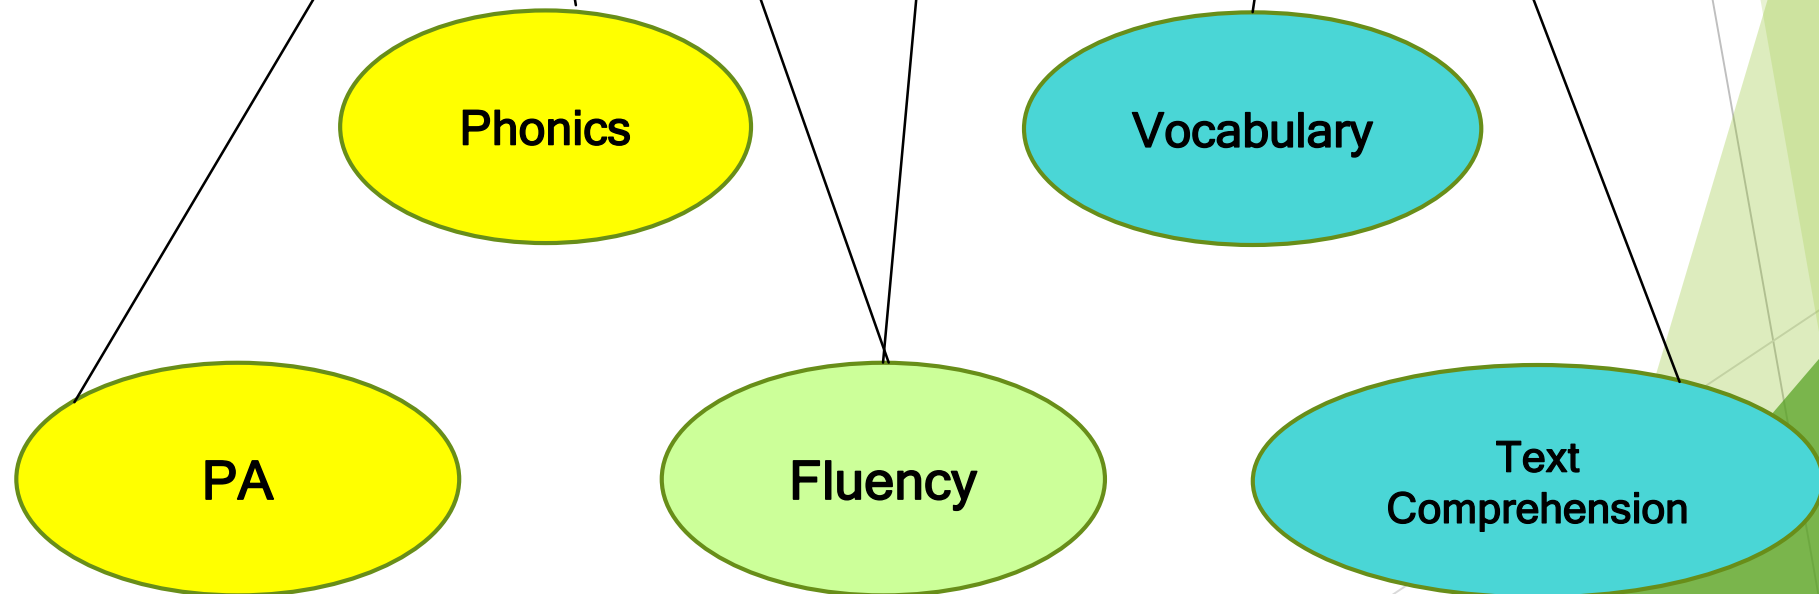 Phonics
Vocabulary
PA
Fluency
Text
Comprehension